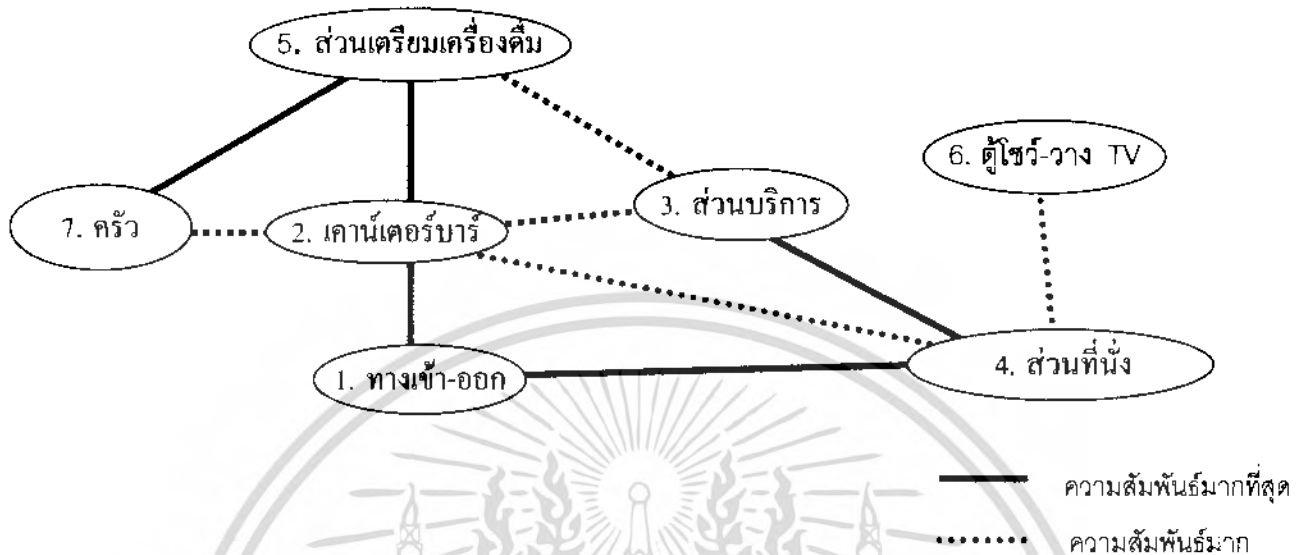 5. ส่วนเตรียมเครื่องดื่ม
6. ตู้โชว์-วาง TV
3. ส่วนบริการ
7. ครัว
2. เคาน์เตอร์บาร์
4. ส่วนที่นั่ง
1. ทางเข้า-ออก
ความสัมพันธ์มากที่สุด
ความสัมพันธ์มาก